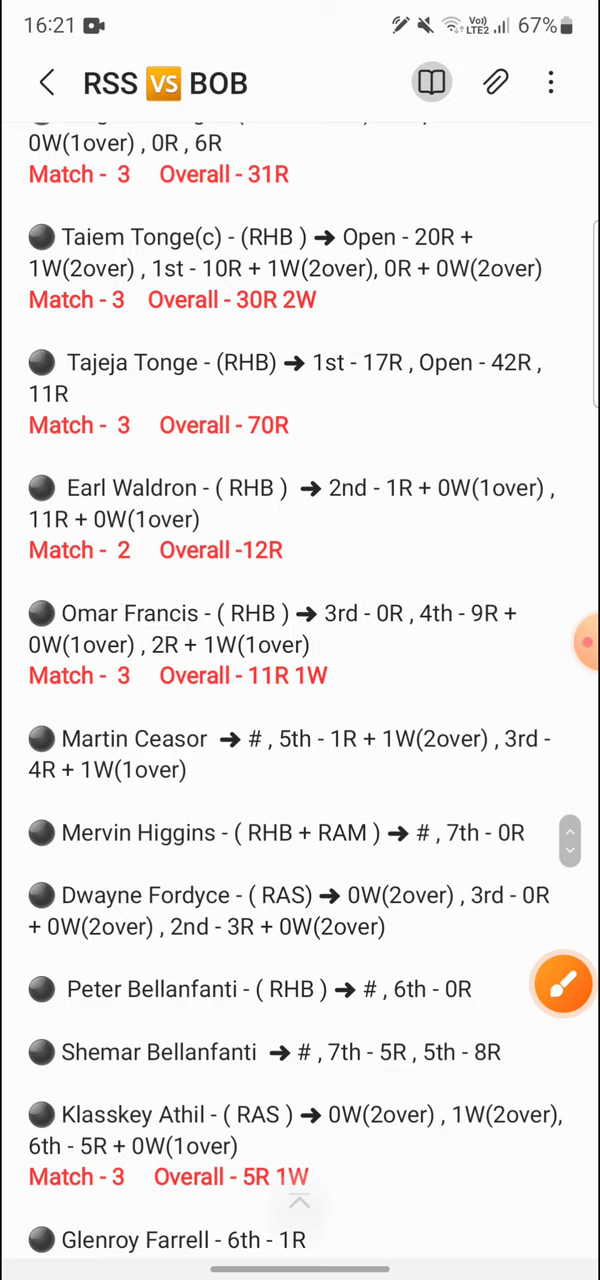 16:21 Vo)) LTE2 67%
RSS VS BOB
0W(1over) , 0R , 6R
Match - 3 Overall - 31R
Taiem Tonge(c) - (RHB ) ➔ Open - 20R +
1W(2over) , 1st - 10R + 1W(2over), 0R + 0W(2over)
Match - 3 Overall - 30R 2W
Tajeja Tonge - (RHB) ➔ 1st - 17R , Open - 42R ,
11R
Match - 3 Overall - 70R
Earl Waldron - ( RHB ) ➔ 2nd - 1R + 0W(1over) ,
11R + 0W(1over)
Match - 2 Overall -12R
Omar Francis - ( RHB ) ➔ 3rd - 0R , 4th - 9R +
0W(1over) , 2R + 1W(1over)
Match - 3 Overall - 11R 1W
Martin Ceasor ➔ # , 5th - 1R + 1W(2over) , 3rd -
4R + 1W(1over)
Mervin Higgins - ( RHB + RAM ) ➔ # , 7th - 0R
Dwayne Fordyce - ( RAS) ➔ 0W(2over) , 3rd - 0R
+ 0W(2over) , 2nd - 3R + 0W(2over)
Peter Bellanfanti - ( RHB ) ➔ # , 6th - 0R
Shemar Bellanfanti ➔ # , 7th - 5R , 5th - 8R
Klasskey Athil - ( RAS ) ➔ 0W(2over) , 1W(2over),
6th - 5R + 0W(1over)
Match - 3 Overall - 5R 1W
Glenroy Farrell - 6th - 1R